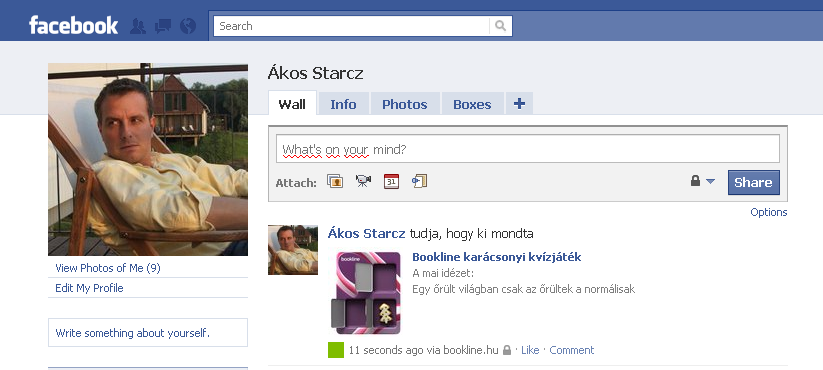 facebook
Search
Ákos Starcz
Wall Info Photos Boxes +
What's on your mind?
Attach: 31
Share
Options
Ákos Starcz tudja, hogy ki mondta
bookline
Bookline karácsonyi kvízjáték
A mai idézet:
Egy őrült világban csak az őrültek a normálisak
11 seconds ago via bookline.hu · Like · Comment
View Photos of Me (9)
Edit My Profile
Write something about yourself.